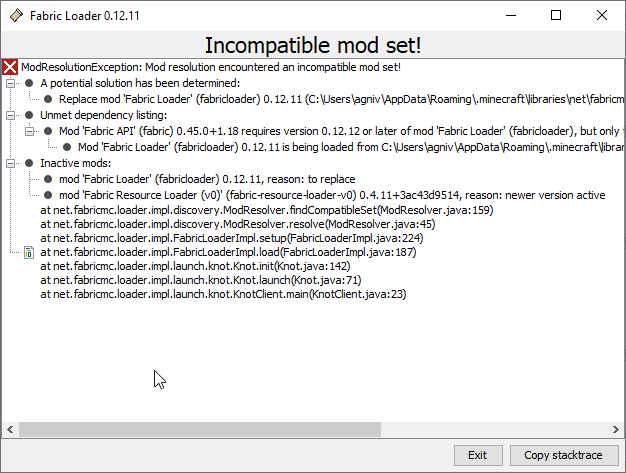 Fabric Loader 0.12.11
Incompatible mod set!
ModResolutionException: Mod resolution encountered an incompatible mod set!
A potential solution has been determined:
Replace mod 'Fabric Loader' (fabricloader) 0.12.11 (C:\Users\agniv\AppData\Roaming\.minecraft\libraries\net\fabricm
Unmet dependency listing:
Mod 'Fabric API' (fabric) 0.45.0+1.18 requires version 0.12.12 or later of mod 'Fabric Loader' (fabricloader), but only t
Mod 'Fabric Loader' (fabricloader) 0.12.11 is being loaded from C:\Users\agniv\AppData\Roaming\.minecraft\librar
Inactive mods:
mod 'Fabric Loader' (fabricloader) 0.12.11, reason: to replace
mod 'Fabric Resource Loader (v0)' (fabric-resource-loader-v0) 0.4.11+3ac43d9514, reason: newer version active
at net.fabricmc.loader.impl.discovery.ModResolver.findCompatibleSet(ModResolver.java:159)
at net.fabricmc.loader.impl.discovery.ModResolver.resolve(ModResolver.java:45)
at net.fabricmc.loader.impl.FabricLoaderImpl.setup(FabricLoaderImpl.java:224)
at net.fabricmc.loader.impl.FabricLoaderImpl.load(FabricLoaderImpl.java:187)
at net.fabricmc.loader.impl.launch.knot.Knot.init(Knot.java:142)
at net.fabricmc.loader.impl.launch.knot.Knot.launch(Knot.java:71)
at net.fabricmc.loader.impl.launch.knot.KnotClient.main(KnotClient.java:23)
Exit
Copy stacktrace